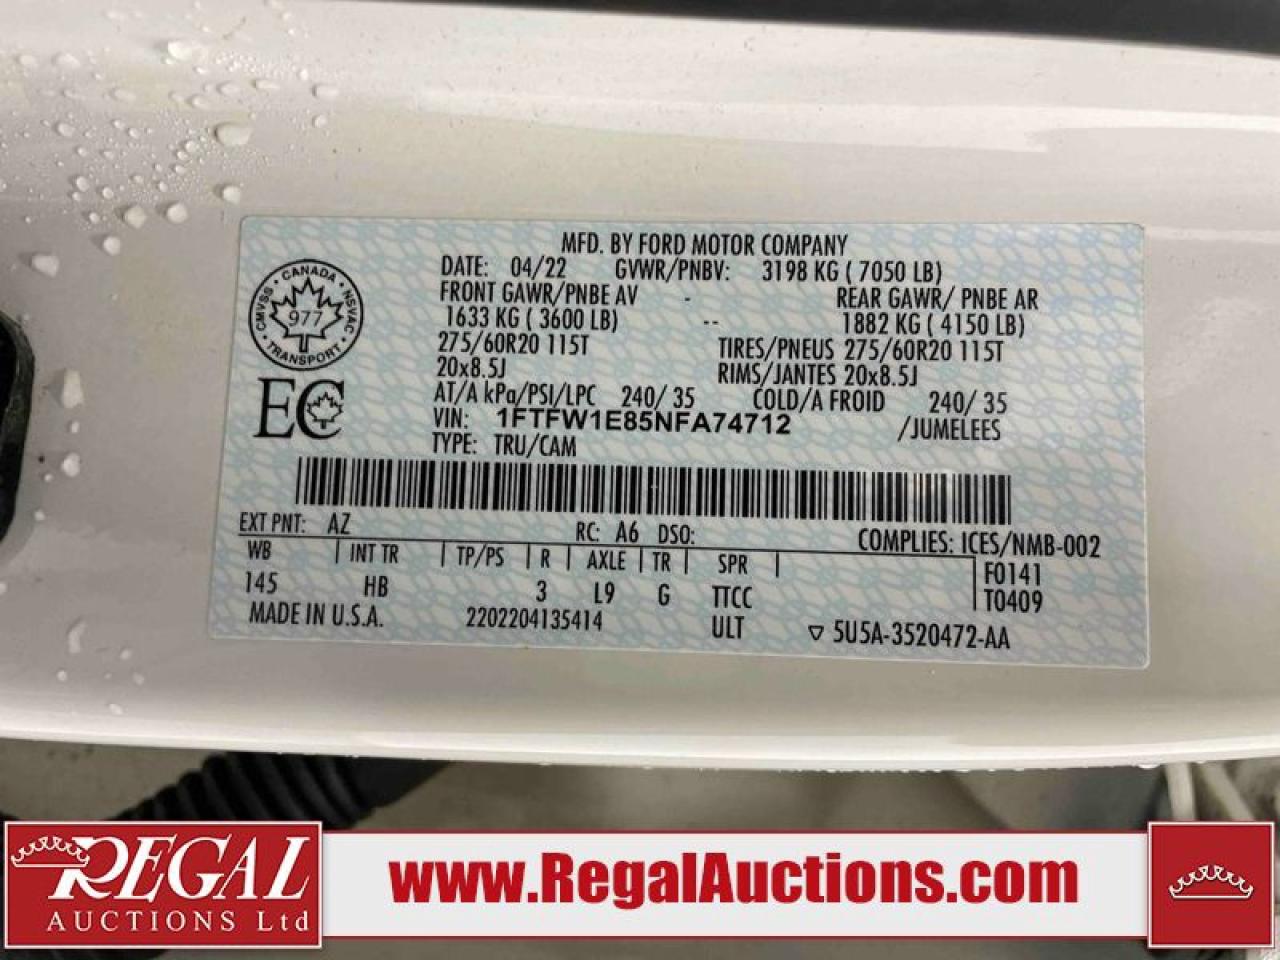 MFD. BY FORD MOTOR COMPANY
DATE: 04/22 GVWR/PNBV: 3198 KG ( 7050 LB)
FRONT GAWR/PNBE AV - REAR GAWR/ PNBE AR
1633 KG ( 3600 LB) -- 1882 KG ( 4150 LB)
275/60R20 115T TIRES/PNEUS 275/60R20 115T
20x8.5J RIMS/JANTES 20x8.5J
AT/A kPa/PSI/LPC 240/ 35 COLD/A FROID 240/ 35
VIN: 1FTFW1E85NFA74712 /JUMELEES
TYPE: TRU/CAM
CANADA
CMVSS • NSVAC
977
TRANSPORT
EC
EXT PNT: AZ RC: A6 DSO: COMPLIES: ICES/NMB-002
WB | INT TR | TP/PS | R | AXLE | TR | SPR | F0141
145 HB 3 L9 G TTCC T0409
MADE IN U.S.A. 2202204135414 ULT ▽ 5U5A-3520472-AA
REGAL
AUCTIONS Ltd
www.RegalAuctions.com